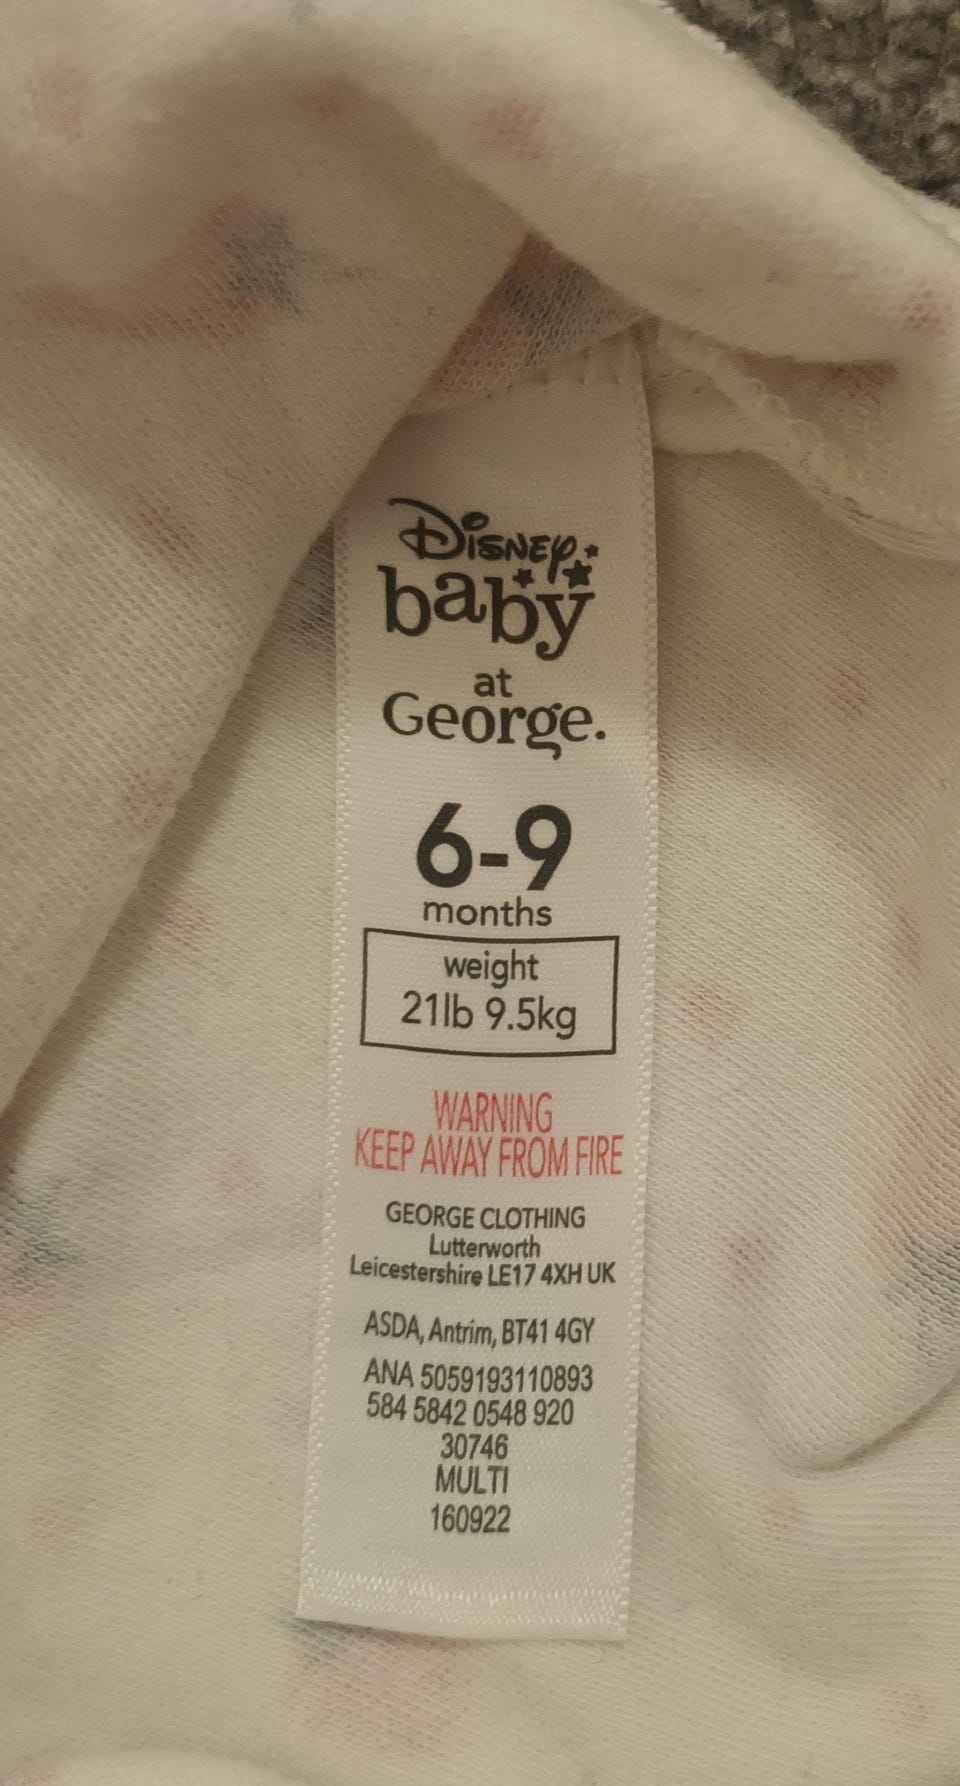 Disney
baby
at
George.
6-9
months
weight
21lb 9.5kg
WARNING
KEEP AWAY FROM FIRE
GEORGE CLOTHING
Lutterworth
Leicestershire LE17 4XH UK
ASDA, Antrim, BT41 4GY
ANA 5059193110893
584 5842 0548 920
30746
MULTI
160922